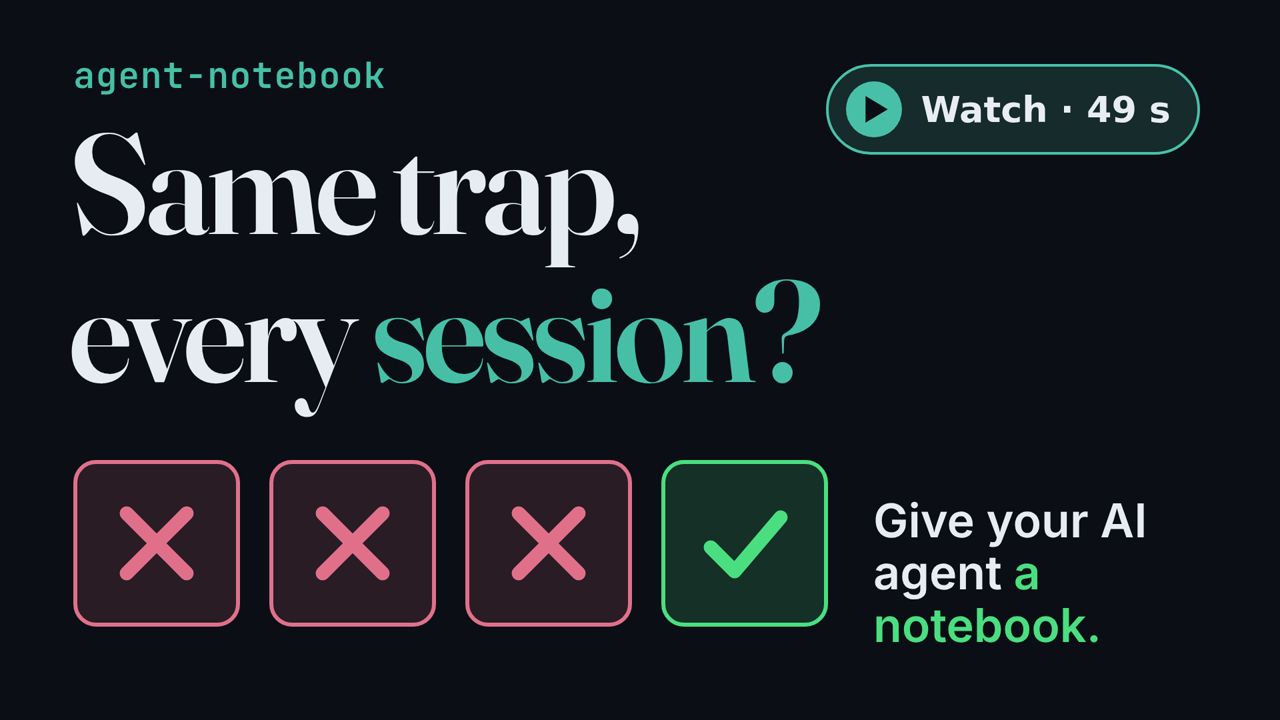 agent-notebook
Watch · 49 s
Same trap,
every session?
Give your AI
agent a
notebook.